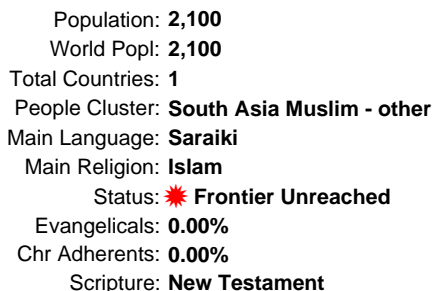 Population: 2,100
World Popl: 2,100
Total Countries: 1
People Cluster: South Asia Muslim - other
Main Language: Saraiki
Main Religion: Islam
Status: Frontier Unreached
Evangelicals: 0.00%
Chr Adherents: 0.00%
Scripture: New Testament